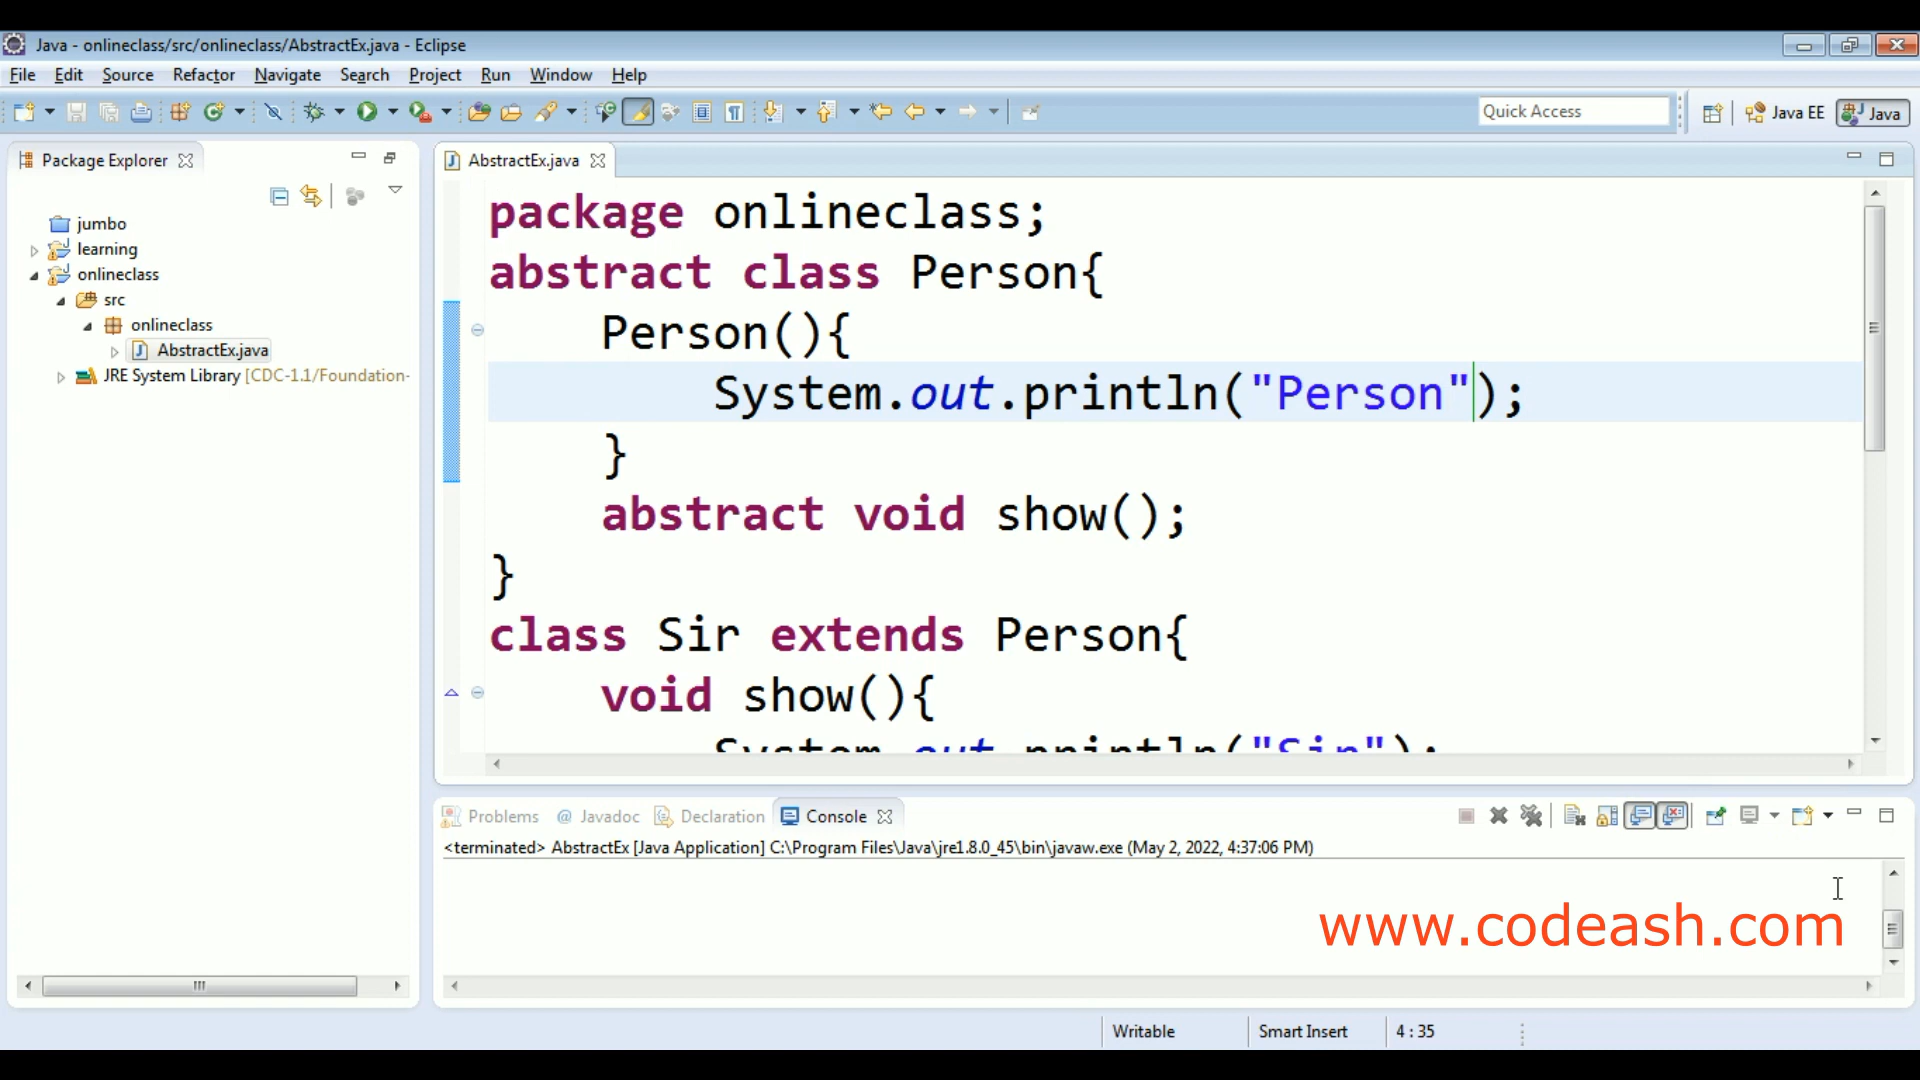 Java - onlineclass/src/onlineclass/AbstractEx.java - Eclipse
File Edit Source Refactor Navigate Search Project Run Window Help
Quick Access
Java EE
Java
Package Explorer
jumbo
learning
onlineclass
src
onlineclass
AbstractEx.java
JRE System Library [CDC-1.1/Foundation-
AbstractEx.java
package onlineclass;
abstract class Person{
Person(){
System.out.println("Person");
}
abstract void show();
}
class Sir extends Person{
void show(){
System.out.println("Sir");
Problems @ Javadoc Declaration Console
<terminated> AbstractEx [Java Application] C:\Program Files\Java\jre1.8.0_45\bin\javaw.exe (May 2, 2022, 4:37:06 PM)
www.codeash.com
Writable Smart Insert 4 : 35